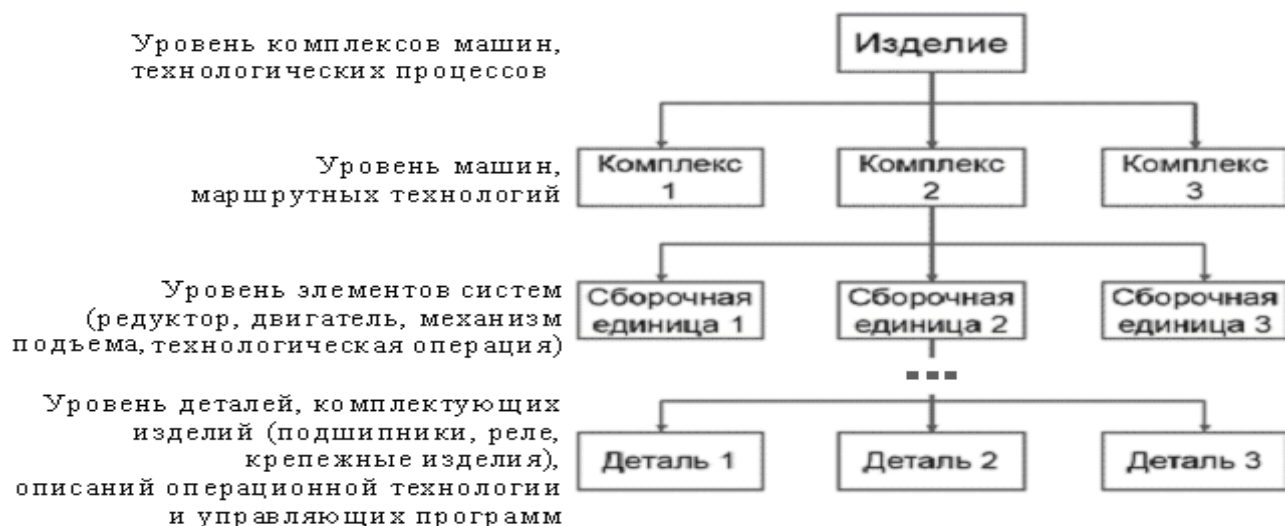 Уровень комплексов машин,
технологических процессов
Изделие
Уровень машин,
маршрутных технологий
Комплекс
1
Комплекс
2
Комплекс
3
Уровень элементов систем
(редуктор, двигатель, механизм
подъема, технологическая операция)
Сборочная
единица 1
Сборочная
единица 2
Сборочная
единица 3
Уровень деталей, комплектующих
изделий (подшипники, реле,
крепежные изделия),
описаний операционной технологии
и управляющих программ
Деталь 1
Деталь 2
Деталь 3